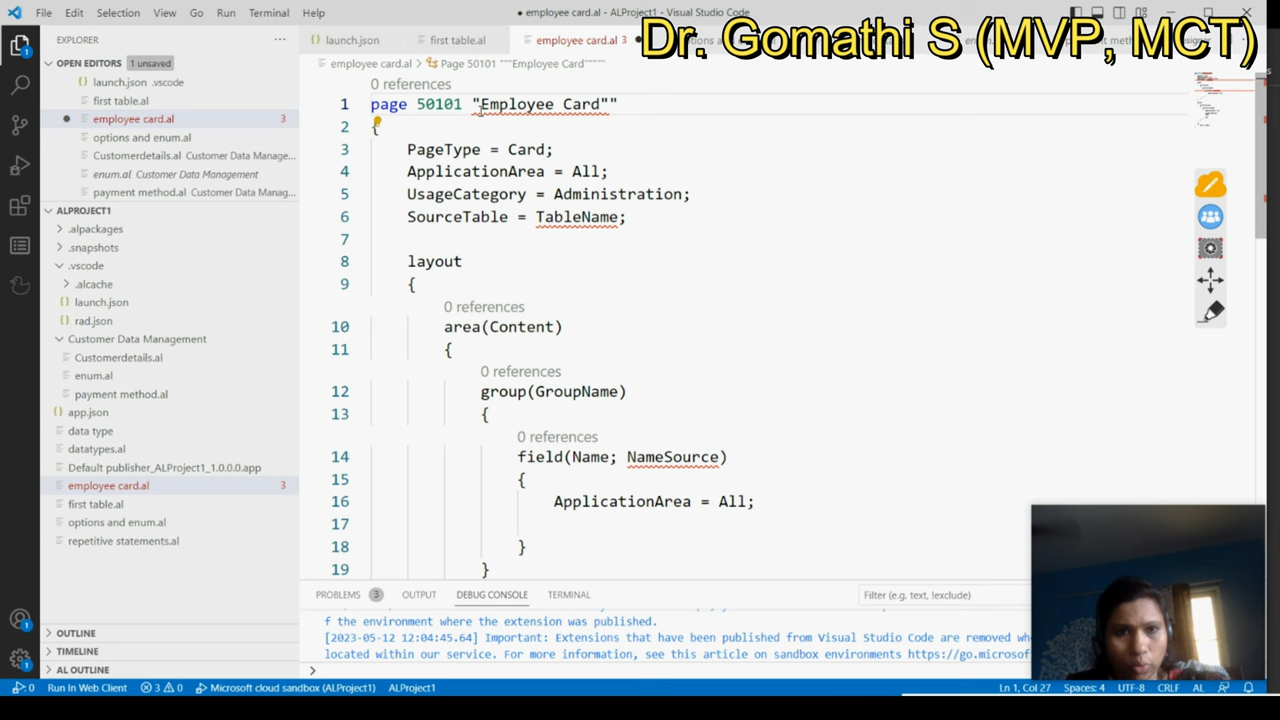 File Edit Selection View Go Run Terminal Help
● employee card.al - ALProject1 - Visual Studio Code
Dr. Gomathi S (MVP, MCT)
EXPLORER
launch.json
first table.al
employee card.al 3
OPEN EDITORS 1 unsaved
launch.json .vscode
first table.al
employee card.al 3
options and enum.al
Customerdetails.al Customer Data Manage...
enum.al Customer Data Management
payment method.al Customer Data Manag...
ALPROJECT1
.alpackages
.snapshots
.vscode
.alcache
launch.json
rad.json
Customer Data Management
Customerdetails.al
enum.al
payment method.al
app.json
data type
datatypes.al
Default publisher_ALProject1_1.0.0.0.app
employee card.al 3
first table.al
options and enum.al
repetitive statements.al
OUTLINE
TIMELINE
AL OUTLINE
employee card.al > Page 50101 """Employee Card"""""
0 references
1 page 50101 "Employee Card""
2 {
3 PageType = Card;
4 ApplicationArea = All;
5 UsageCategory = Administration;
6 SourceTable = TableName;
7
8 layout
9 {
0 references
10 area(Content)
11 {
0 references
12 group(GroupName)
13 {
0 references
14 field(Name; NameSource)
15 {
16 ApplicationArea = All;
17
18 }
19 }
PROBLEMS 3 OUTPUT DEBUG CONSOLE TERMINAL
Filter (e.g. text, !exclude)
f the environment where the extension was published.
[2023-05-12 12:04:45.64] Important: Extensions that have been published from Visual Studio Code are removed
located within our service. For more information, see this article on sandbox environments https://go.microsof
>
0 Run In Web Client 3 0 Microsoft cloud sandbox (ALProject1) ALProject1
Ln 1, Col 27 Spaces: 4 UTF-8 CRLF AL